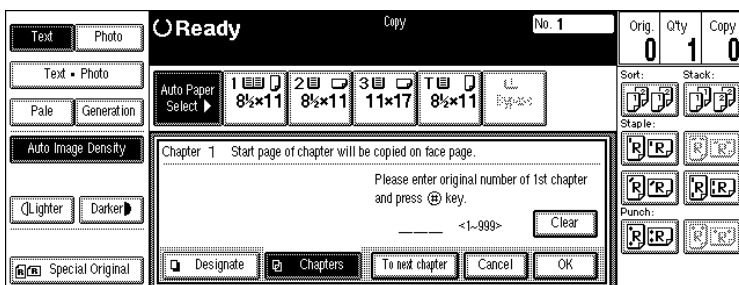 Text Photo
Text • Photo
Pale Generation
Auto Image Density
Lighter Darker
Special Original
Ready
Copy
No. 1
Orig. Q'ty Copy
0 1 0
Auto Paper
Select ▶
1
8½×11
2
8½×11
3
11×17
T
8½×11
Bypass
Chapter 1 Start page of chapter will be copied on face page.
Please enter original number of 1st chapter
and press # key.
___ <1~999>
Clear
Designate Chapters To next chapter Cancel OK
Sort: Stack:
Staple:
Punch: